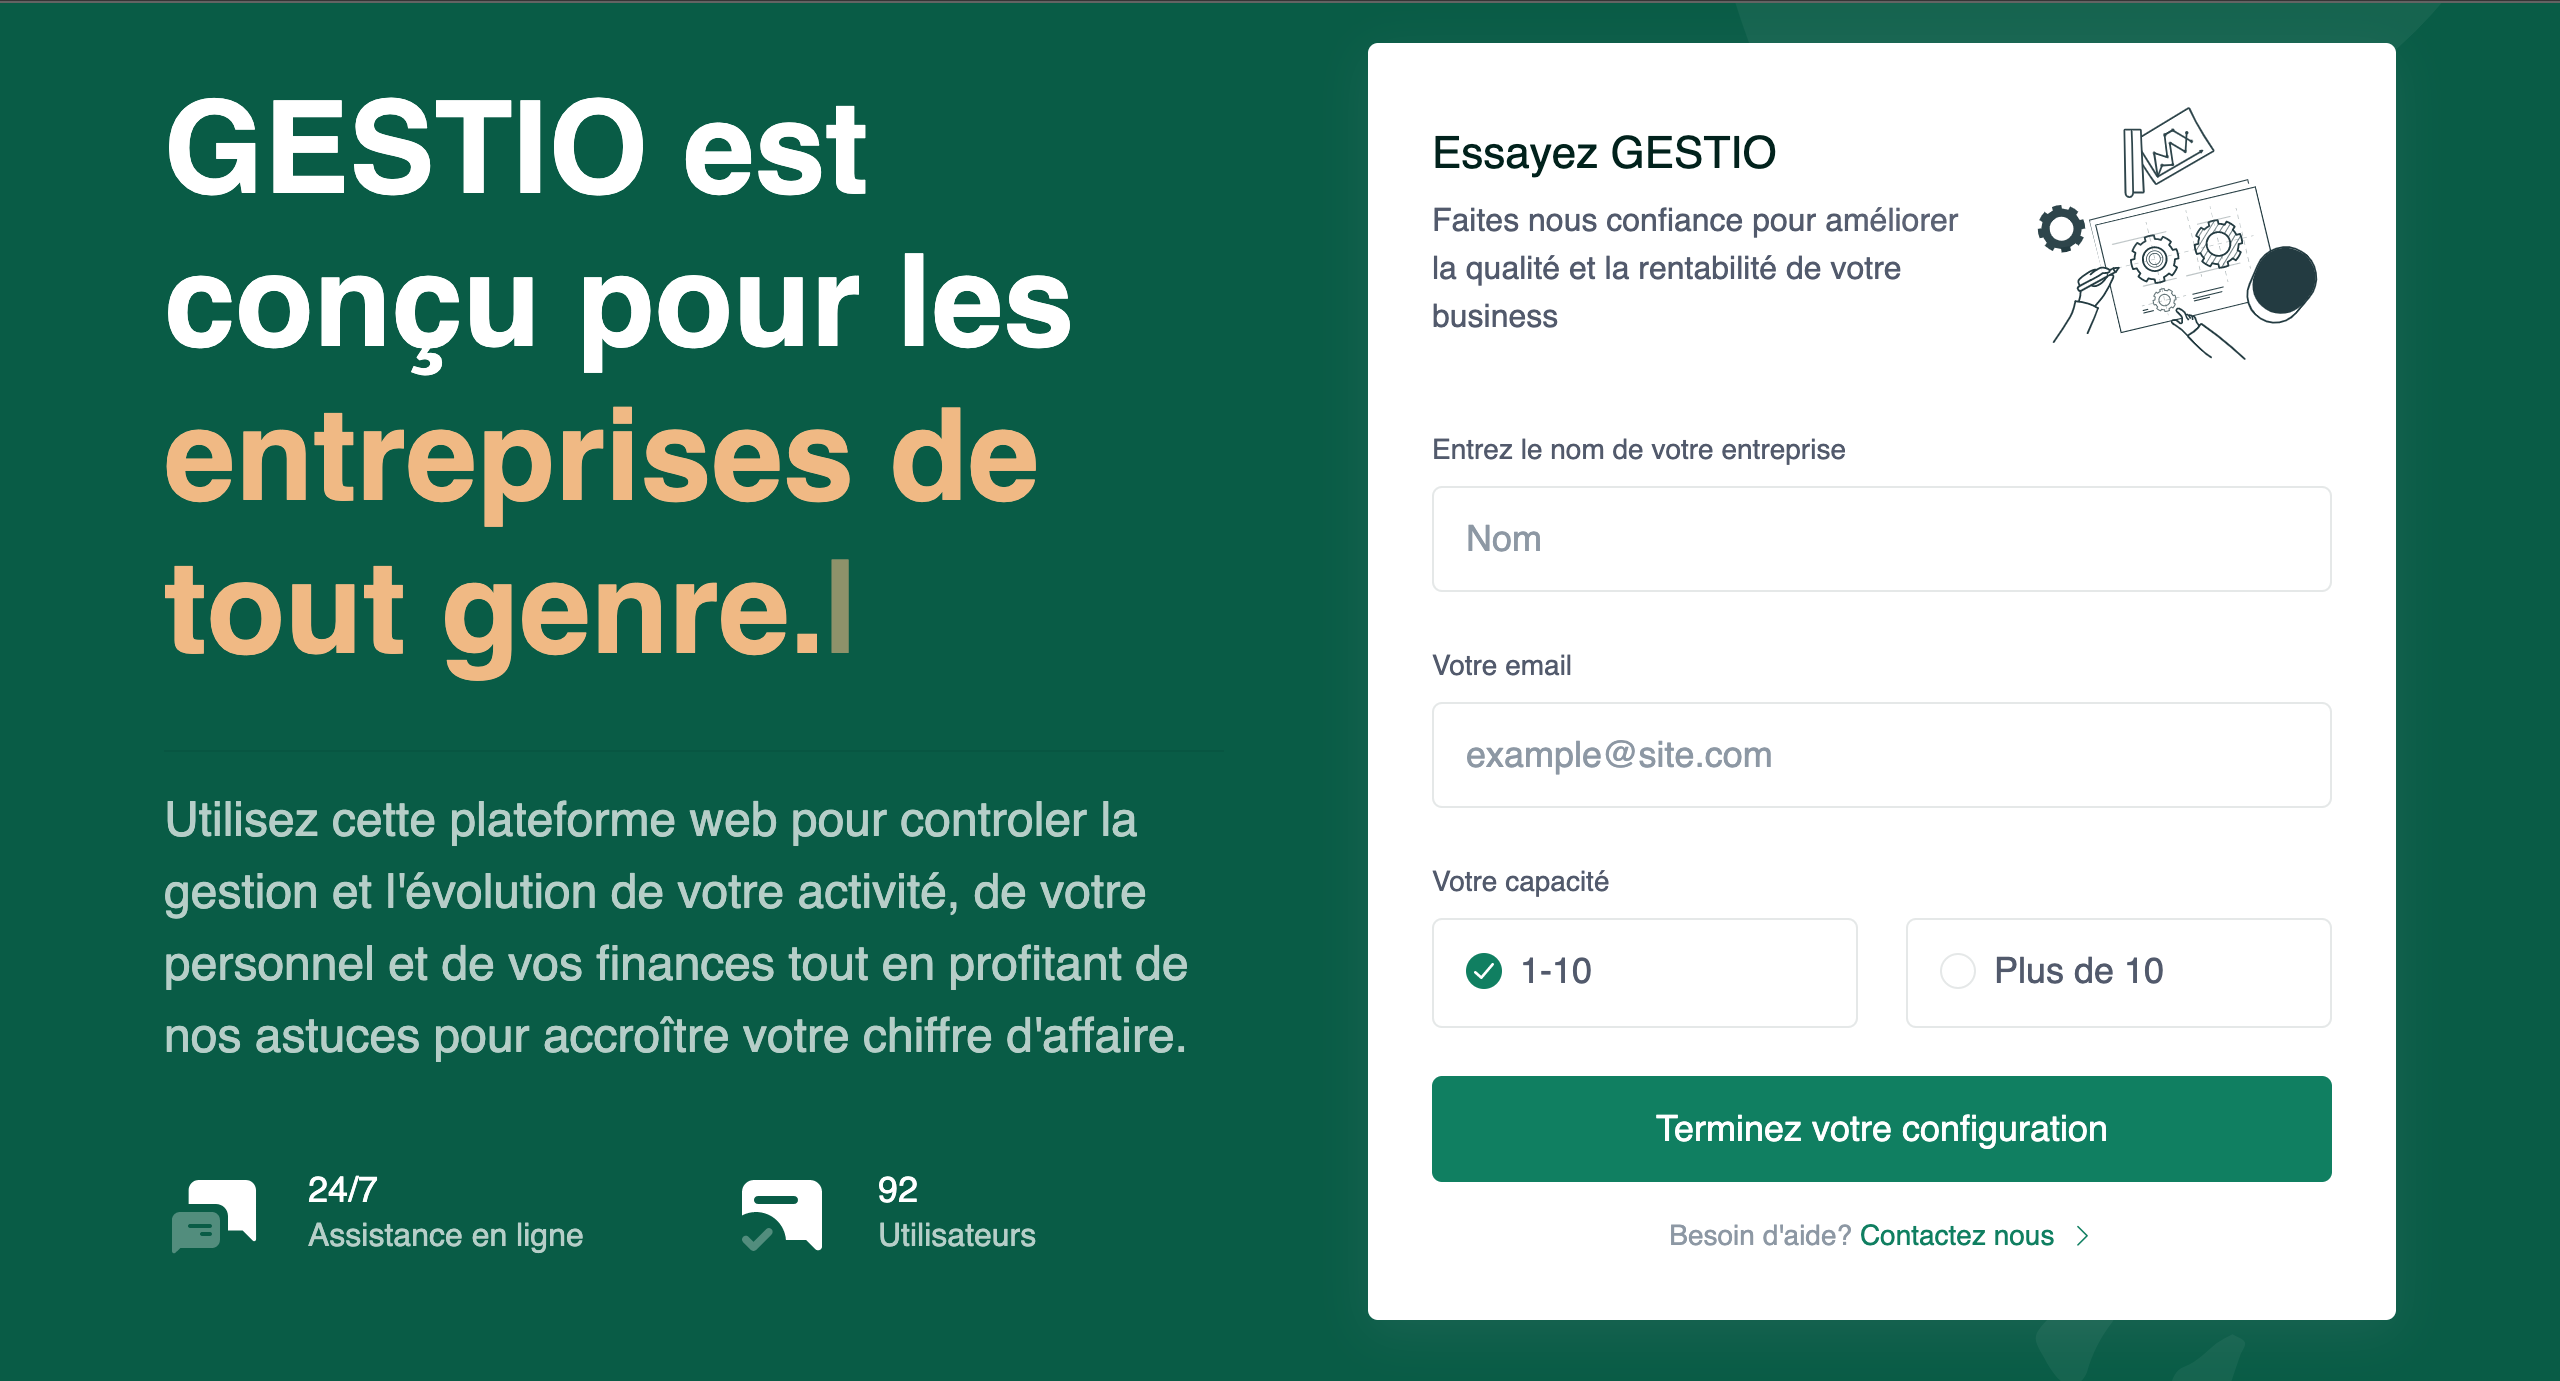 GESTIO est
conçu pour les
entreprises de
tout genre.
Utilisez cette plateforme web pour controler la
gestion et l'évolution de votre activité, de votre
personnel et de vos finances tout en profitant de
nos astuces pour accroître votre chiffre d'affaire.
24/7
Assistance en ligne
92
Utilisateurs
Essayez GESTIO
Faites nous confiance pour améliorer
la qualité et la rentabilité de votre
business
Entrez le nom de votre entreprise
Nom
Votre email
example@site.com
Votre capacité
1-10
Plus de 10
Terminez votre configuration
Besoin d'aide? Contactez nous